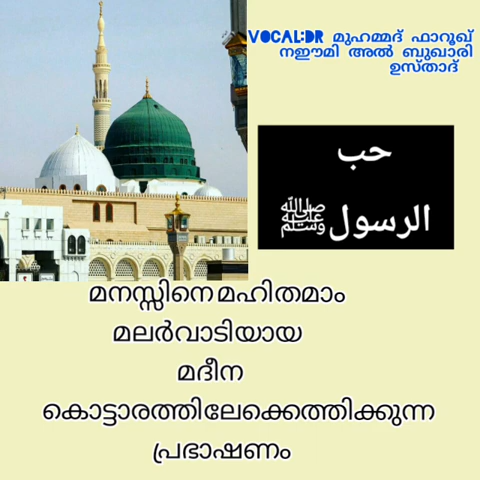 VOCAL:DR മുഹമ്മദ് ഫാറൂഖ്
നഈമി അൽ ബുഖാരി
ഉസ്താദ്
حب
الرسول ﷺ
മനസ്സിനെ മഹിതമാം
മലർവാടിയായ
മദീന
കൊട്ടാരത്തിലേക്കെത്തിക്കുന്ന
പ്രഭാഷണം